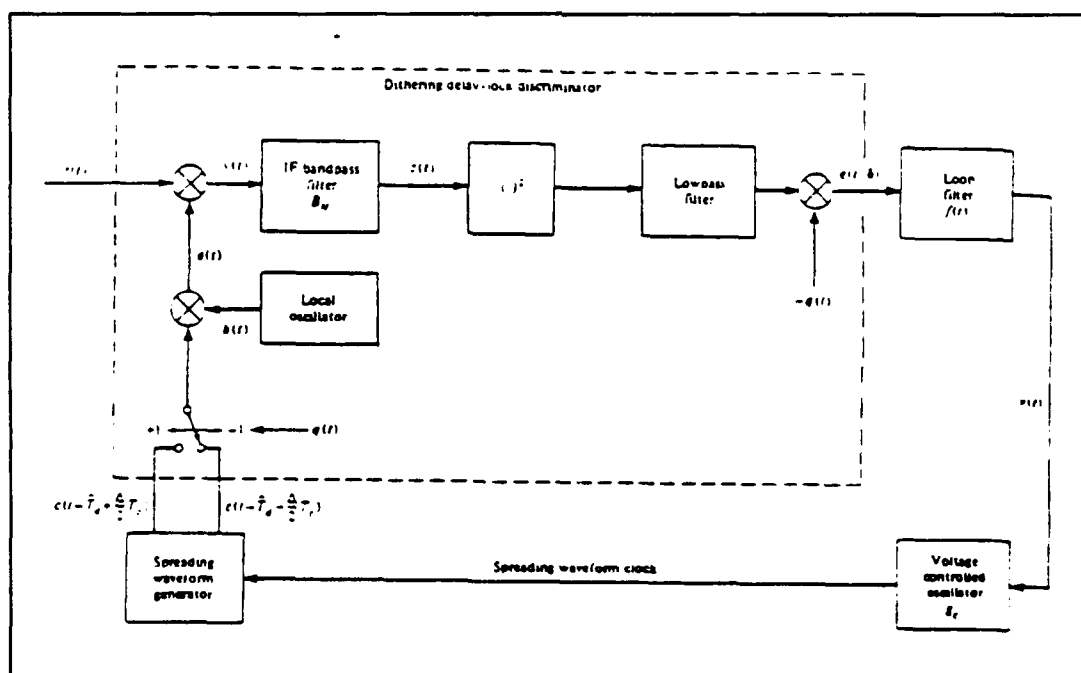 Dithering delay-lock discriminator
IF bandpass
filter
( )²
Lowpass
filter
e(t, δ)
Loop
filter
f(t)
a(t)
Local
oscillator
b(t)
-q(t)
+1
-1
q(t)
v(t)
Spreading
waveform
generator
Spreading waveform clock
Voltage
controlled
oscillator